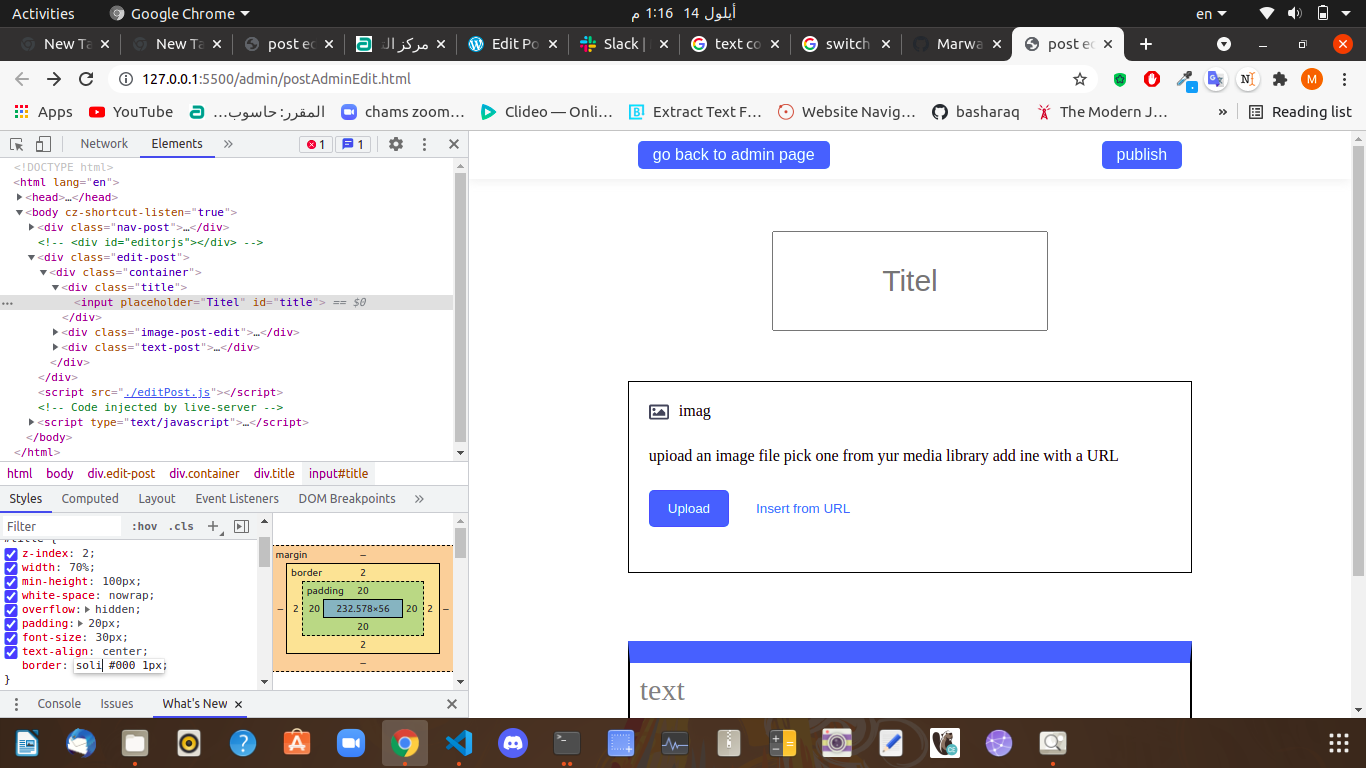 Activities Google Chrome 1:16 م 14 أيلول en
New Ta New Ta post ec مركز الـ Edit Po Slack | text co switch Marwa post ec
127.0.0.1:5500/admin/postAdminEdit.html
Apps YouTube المقرر: حاسوب... chams zoom... Clideo — Onli... Extract Text F... Website Navig... basharaq The Modern J... » Reading list
Network Elements » 1 1
<!DOCTYPE html>
<html lang="en">
<head>…</head>
<body cz-shortcut-listen="true">
<div class="nav-post">…</div>
<!-- <div id="editorjs"></div> -->
<div class="edit-post">
<div class="container">
<div class="title">
<input placeholder="Titel" id="title"> == $0
</div>
<div class="image-post-edit">…</div>
<div class="text-post">…</div>
</div>
</div>
<script src="./editPost.js"></script>
<!-- Code injected by live-server -->
<script type="text/javascript">…</script>
</body>
</html>
html body div.edit-post div.container div.title input#title
Styles Computed Layout Event Listeners DOM Breakpoints »
Filter :hov .cls +
#title {
z-index: 2;
width: 70%;
min-height: 100px;
white-space: nowrap;
overflow: hidden;
padding: 20px;
font-size: 30px;
text-align: center;
border: soli #000 1px;
}
margin –
border 2
padding 20
– 2 20 232.578×56 20 2 –
20
2
–
Console Issues What's New
go back to admin page publish
Titel
imag
upioad an image file pick one from yur media library add ine with a URL
Upload Insert from URL
text